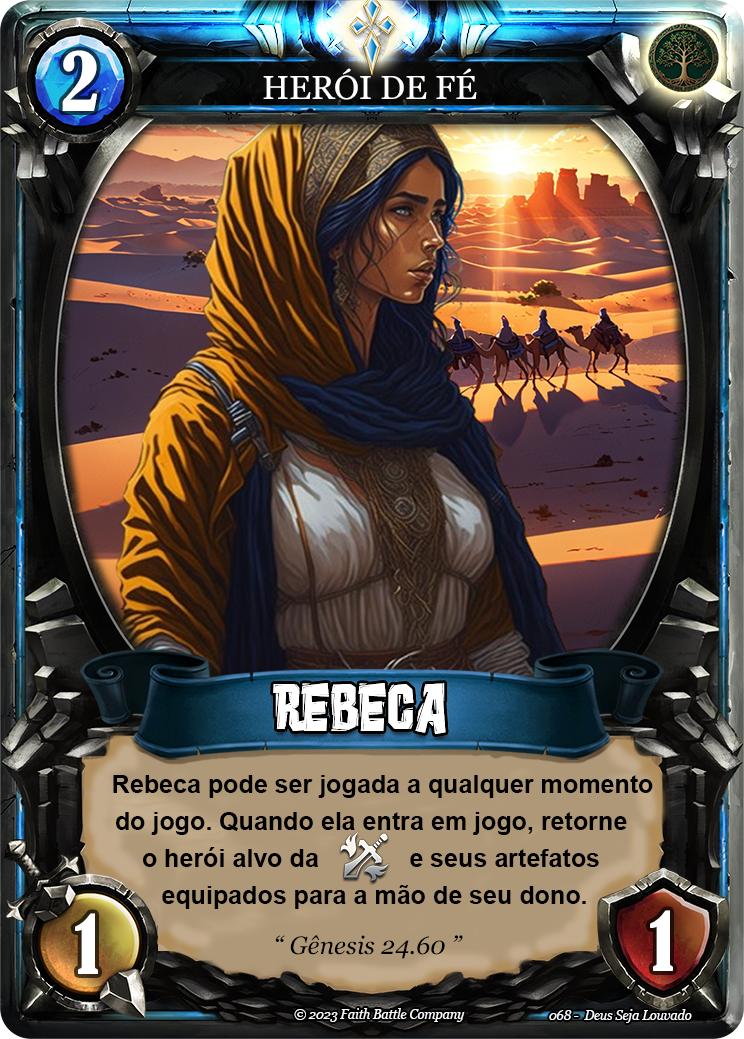 2
HERÓI DE FÉ
REBECA
Rebeca pode ser jogada a qualquer momento
do jogo. Quando ela entra em jogo, retorne
o herói alvo da e seus artefatos
equipados para a mão de seu dono.
“ Gênesis 24.60 ”
1
1
© 2023 Faith Battle Company
068 - Deus Seja Louvado